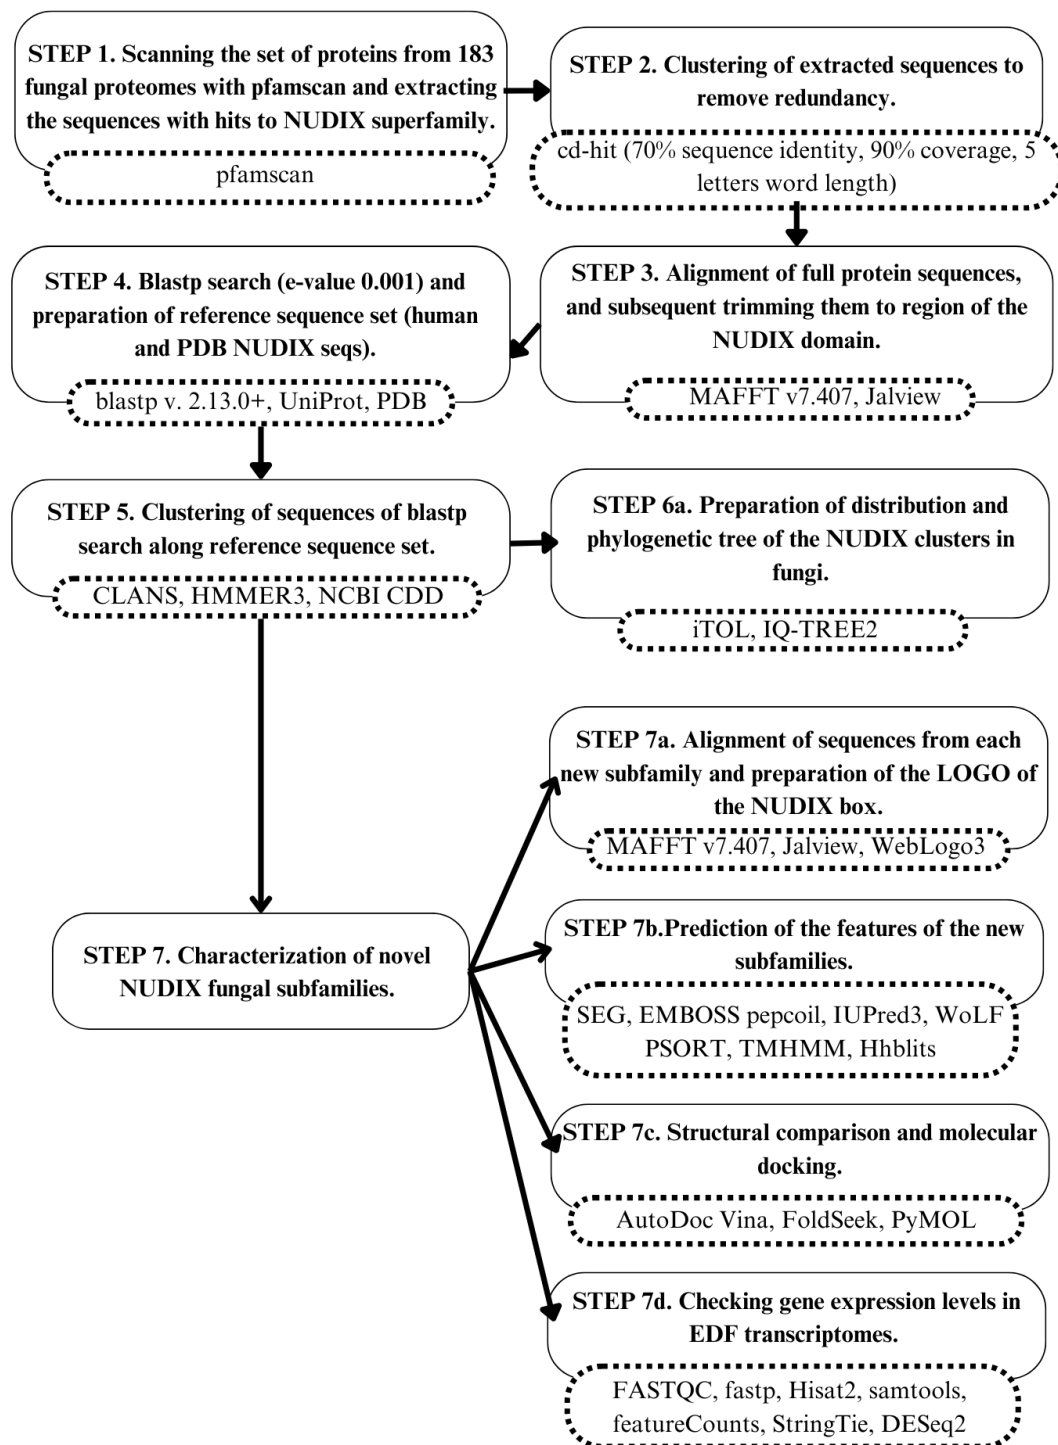 STEP 1. Scanning the set of proteins from 183
fungal proteomes with pfamscan and extracting
the sequences with hits to NUDIX superfamily.
pfamscan
STEP 2. Clustering of extracted sequences to
remove redundancy.
cd-hit (70% sequence identity, 90% coverage, 5
letters word length)
STEP 3. Alignment of full protein sequences,
and subsequent trimming them to region of the
NUDIX domain.
MAFFT v7.407, Jalview
STEP 4. Blastp search (e-value 0.001) and
preparation of reference sequence set (human
and PDB NUDIX seqs).
blastp v. 2.13.0+, UniProt, PDB
STEP 5. Clustering of sequences of blastp
search along reference sequence set.
CLANS, HMMER3, NCBI CDD
STEP 6a. Preparation of distribution and
phylogenetic tree of the NUDIX clusters in
fungi.
iTOL, IQ-TREE2
STEP 7. Characterization of novel
NUDIX fungal subfamilies.
STEP 7a. Alignment of sequences from each
new subfamily and preparation of the LOGO of
the NUDIX box.
MAFFT v7.407, Jalview, WebLogo3
STEP 7b.Prediction of the features of the new
subfamilies.
SEG, EMBOSS pepcoil, IUPred3, WoLF
PSORT, TMHMM, Hhblits
STEP 7c. Structural comparison and molecular
docking.
AutoDoc Vina, FoldSeek, PyMOL
STEP 7d. Checking gene expression levels in
EDF transcriptomes.
FASTQC, fastp, Hisat2, samtools,
featureCounts, StringTie, DESeq2